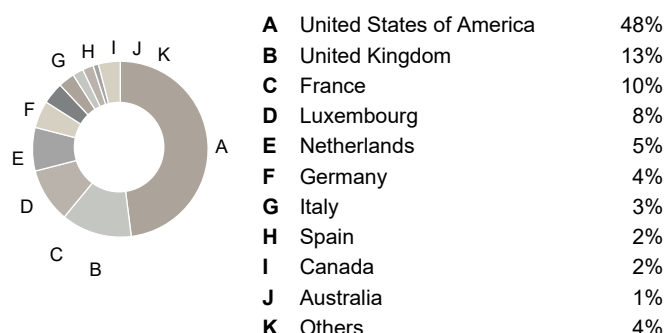 A United States of America 48%
B United Kingdom 13%
C France 10%
D Luxembourg 8%
E Netherlands 5%
F Germany 4%
G Italy 3%
H Spain 2%
I Canada 2%
J Australia 1%
K Others 4%
G H I J K
F
A
E
D
C
B